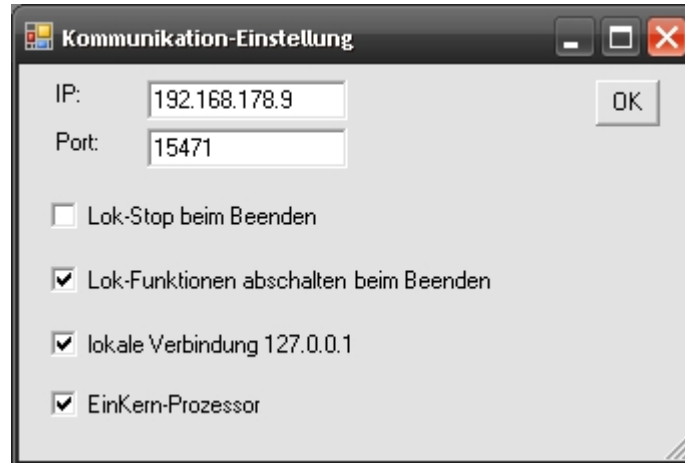 Kommunikation-Einstellung
IP: 192.168.178.9 OK
Port: 15471
Lok-Stop beim Beenden
Lok-Funktionen abschalten beim Beenden
lokale Verbindung 127.0.0.1
EinKern-Prozessor